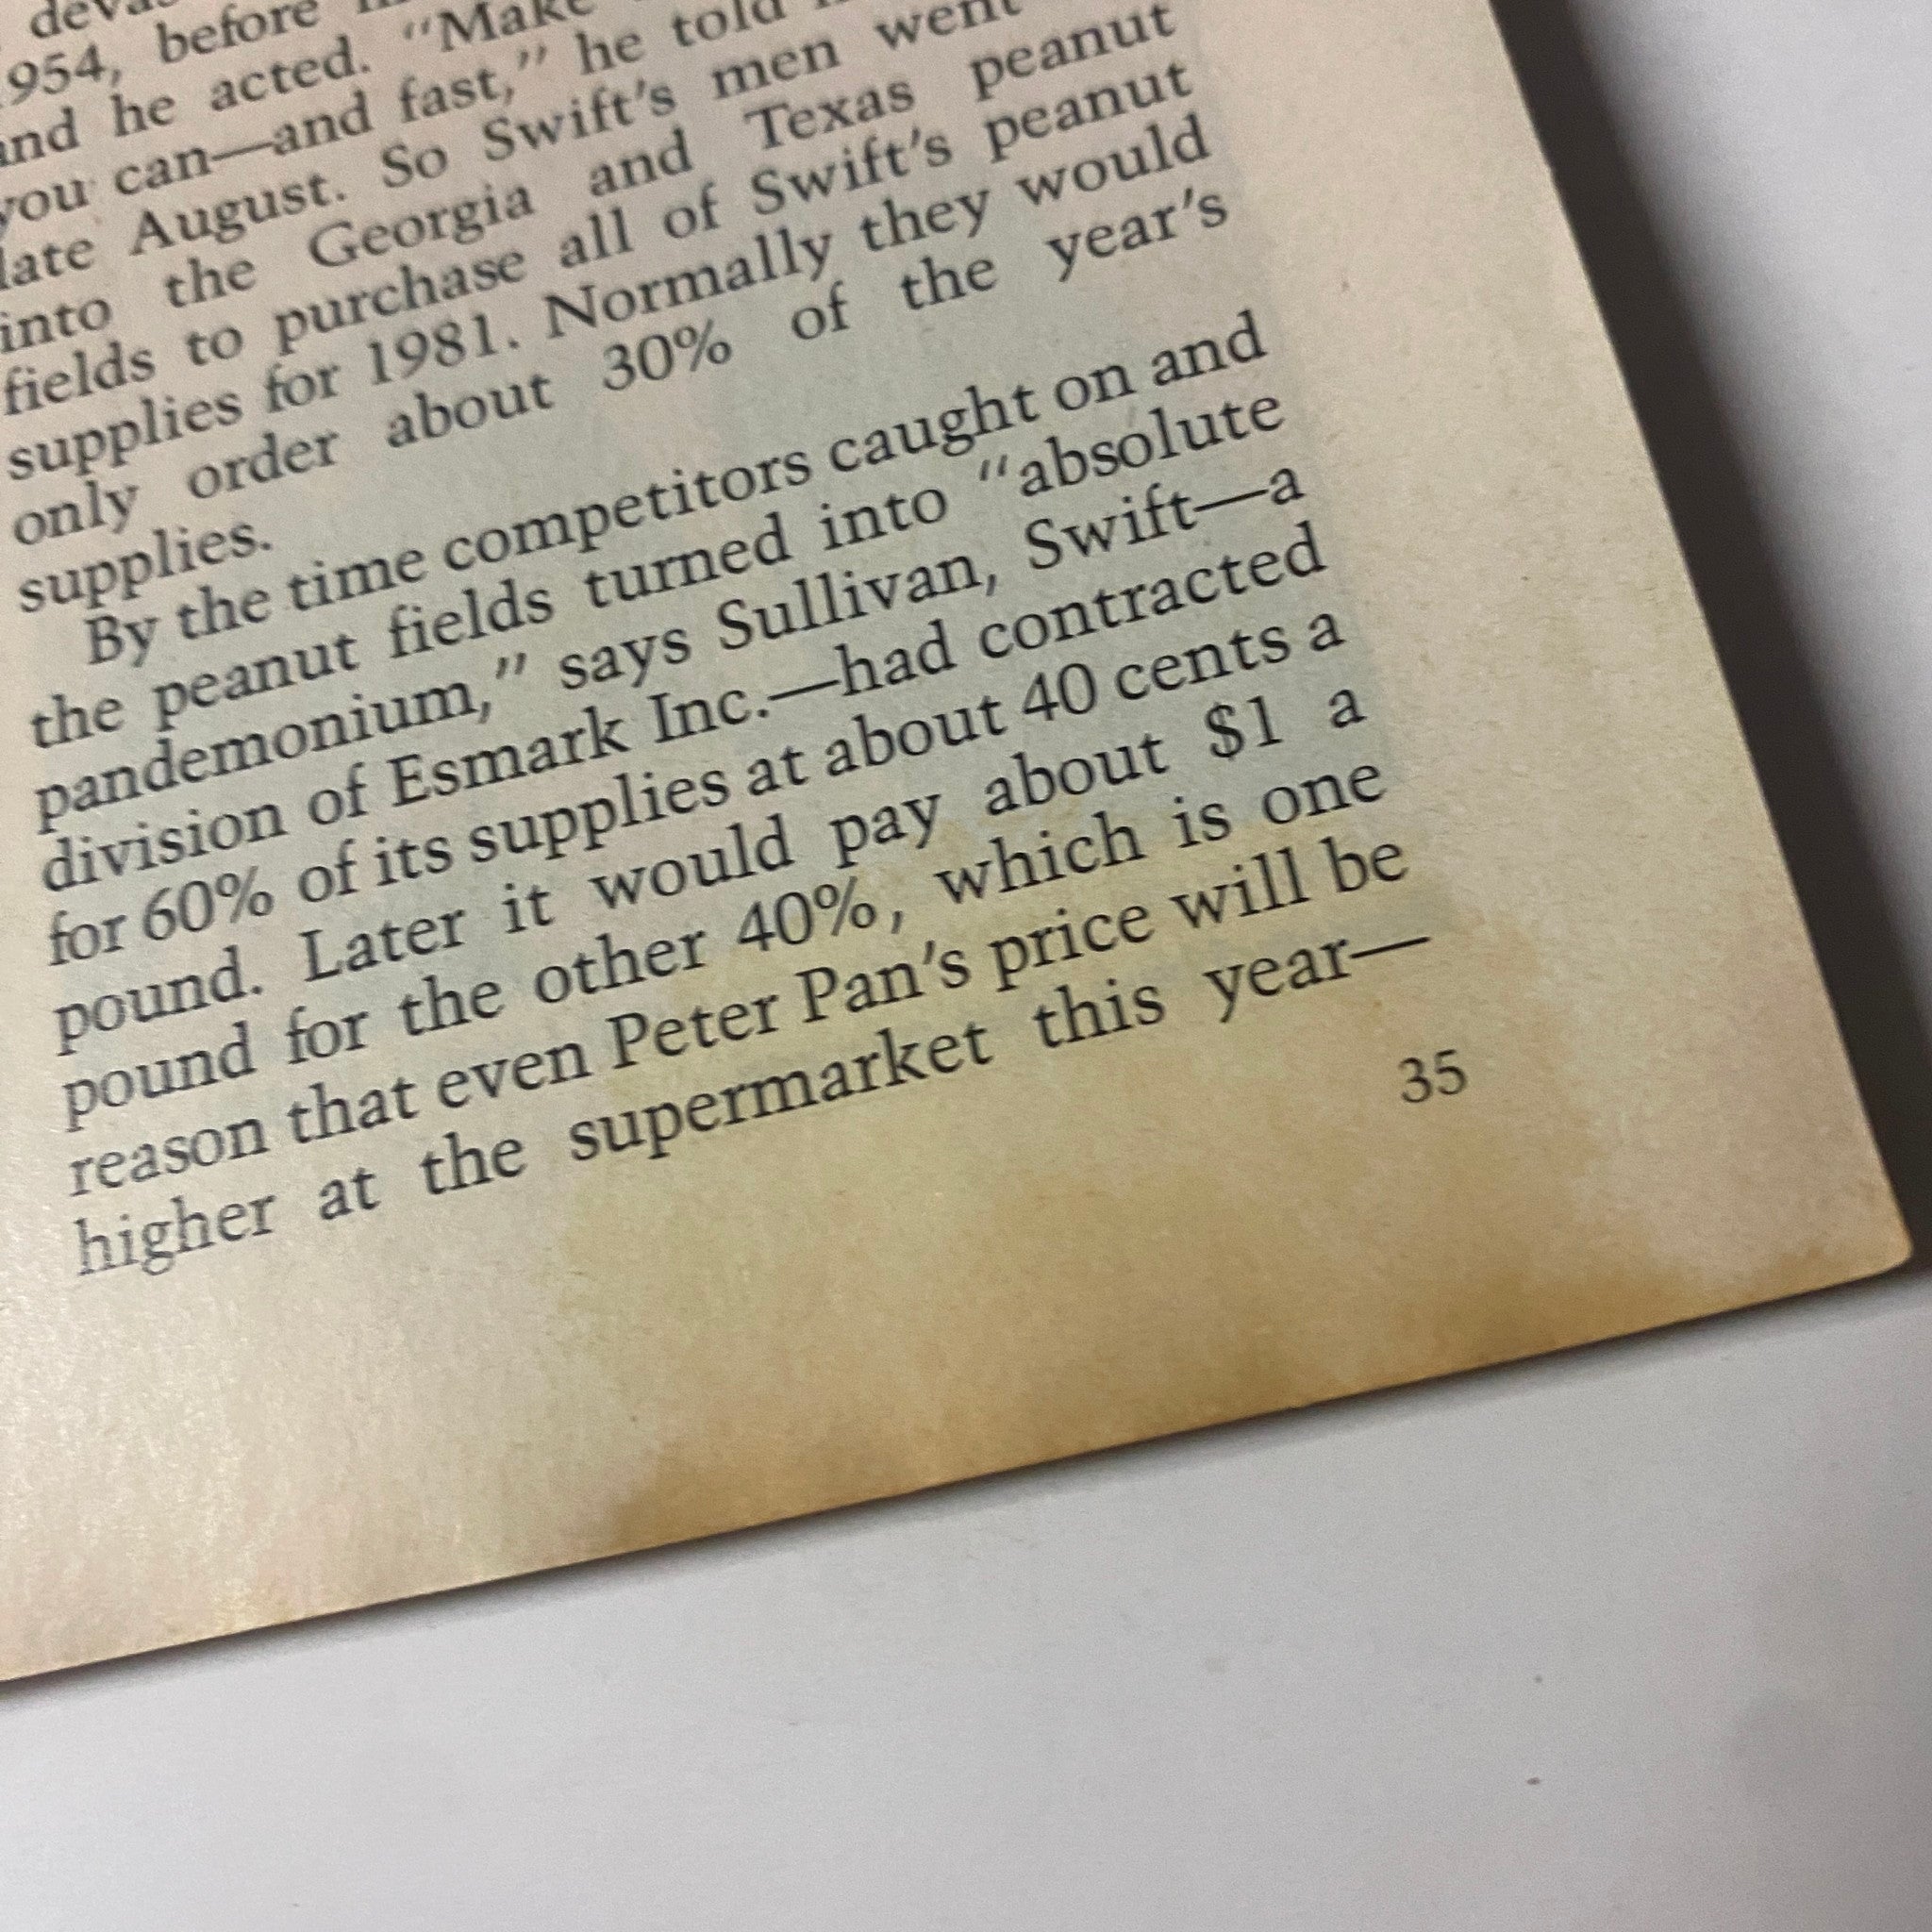 1954, before
and he acted. "Make
you can—and fast," he told
late August. So Swift's men went
into the Georgia and Texas peanut
fields to purchase all of Swift's peanut
supplies for 1981. Normally they would
only order about 30% of the year's
supplies.
By the time competitors caught on and
the peanut fields turned into "absolute
pandemonium," says Sullivan, Swift—a
division of Esmark Inc.—had contracted
for 60% of its supplies at about 40 cents a
pound. Later it would pay about $1 a
pound for the other 40%, which is one
reason that even Peter Pan's price will be
higher at the supermarket this year—
35